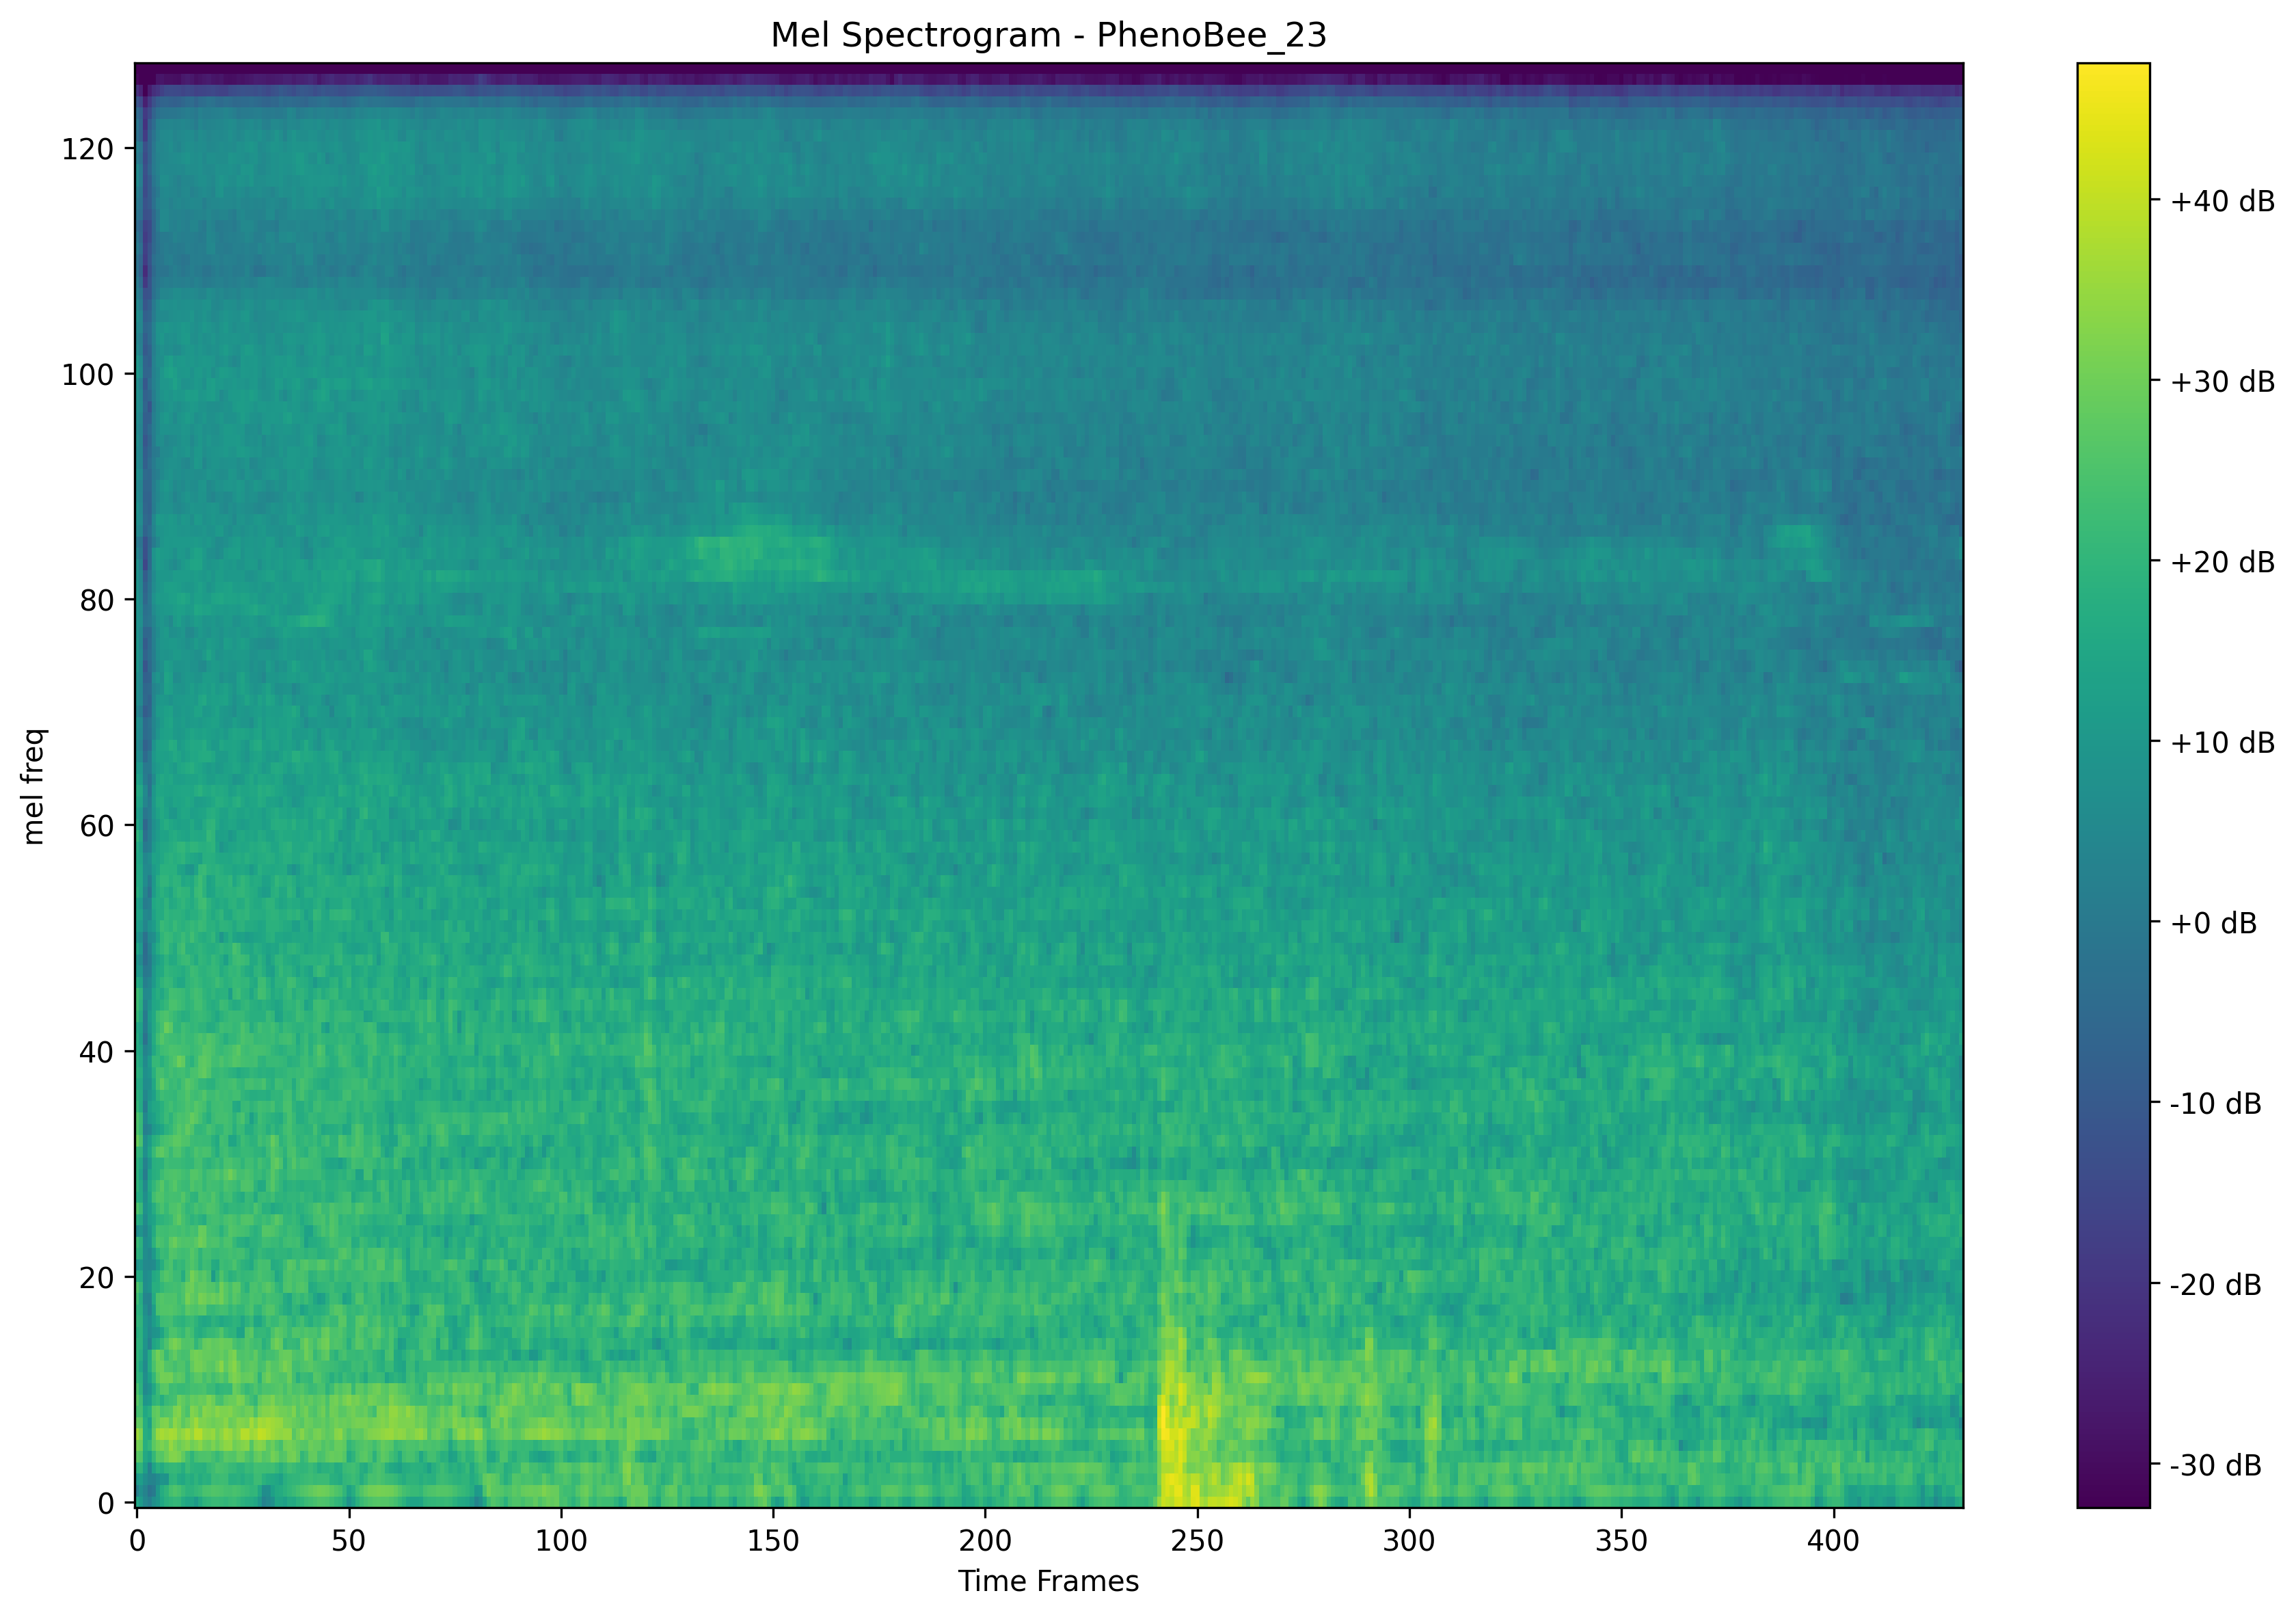 Mel Spectrogram - PhenoBee_23
mel freq
120
100
80
60
40
20
0
0 50 100 150 200 250 300 350 400
Time Frames
+40 dB
+30 dB
+20 dB
+10 dB
+0 dB
-10 dB
-20 dB
-30 dB